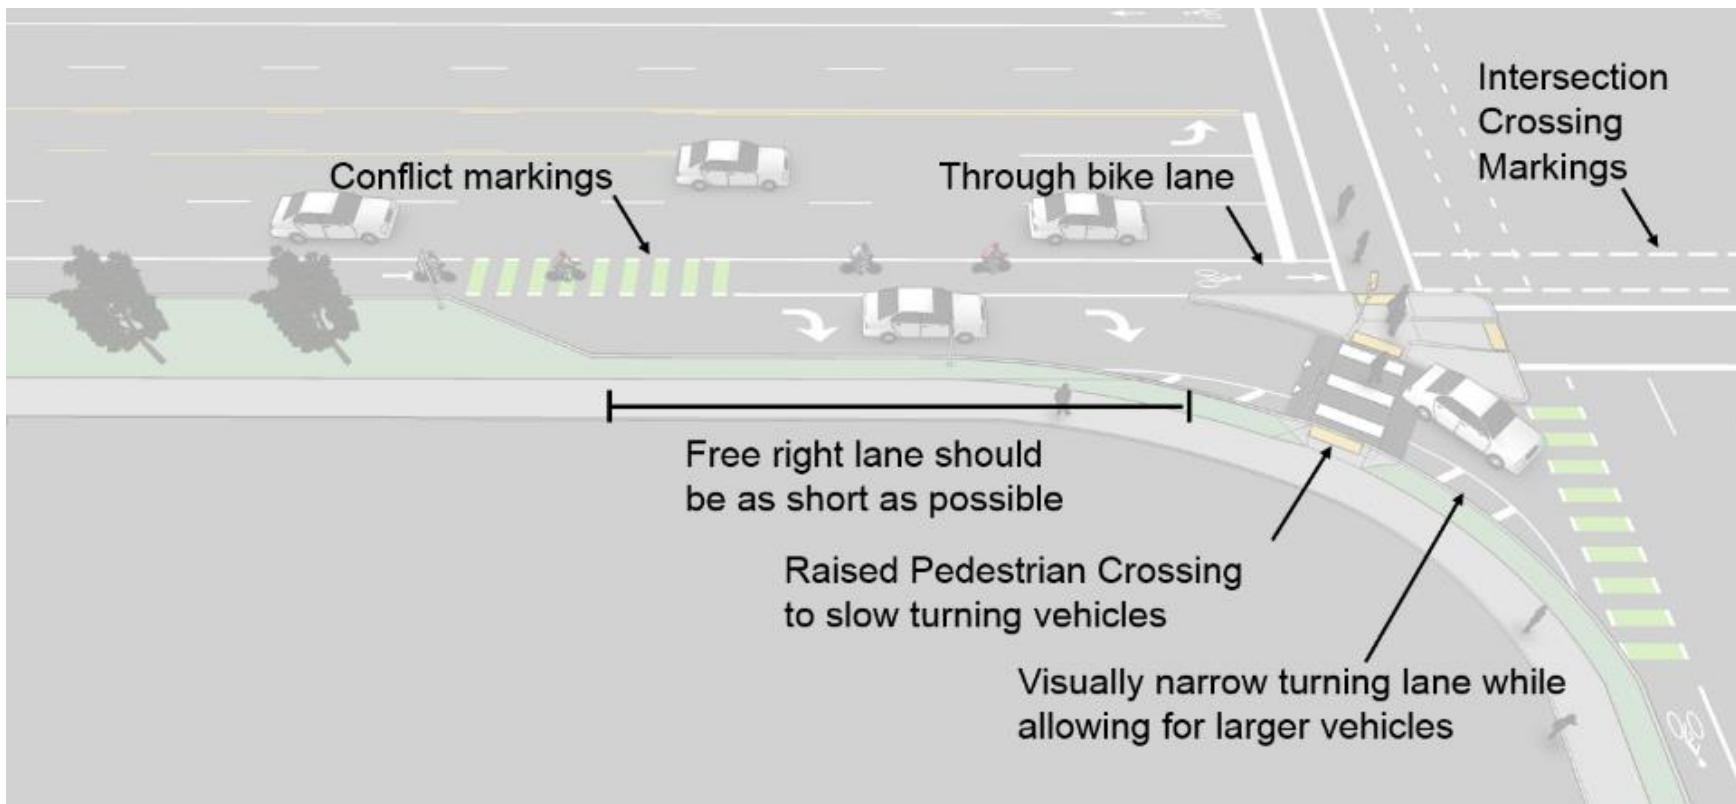 Intersection
Crossing
Markings
Conflict markings
Through bike lane
Free right lane should
be as short as possible
Raised Pedestrian Crossing
to slow turning vehicles
Visually narrow turning lane while
allowing for larger vehicles